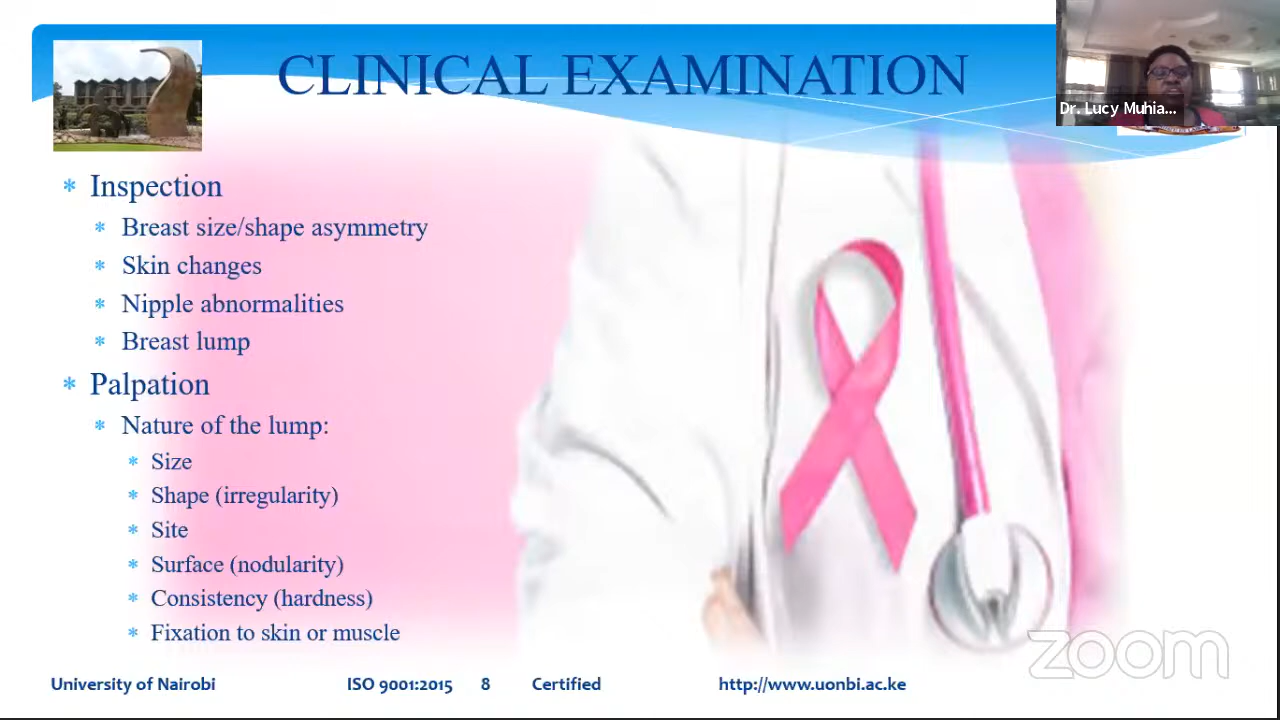 CLINICAL EXAMINATION
Dr. Lucy Muhia...
* Inspection
* Breast size/shape asymmetry
* Skin changes
* Nipple abnormalities
* Breast lump
* Palpation
* Nature of the lump:
* Size
* Shape (irregularity)
* Site
* Surface (nodularity)
* Consistency (hardness)
* Fixation to skin or muscle
zoom
University of Nairobi ISO 9001:2015 8 Certified http://www.uonbi.ac.ke